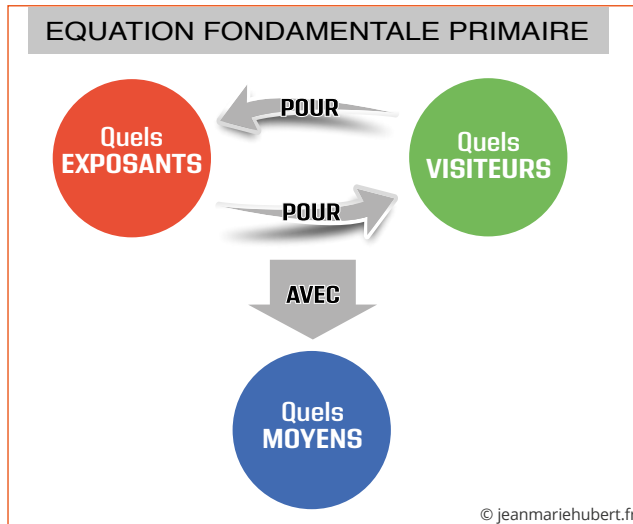 EQUATION FONDAMENTALE PRIMAIRE
POUR
Quels
EXPOSANTS
Quels
VISITEURS
POUR
AVEC
Quels
MOYENS
© jeanmariehubert.fr